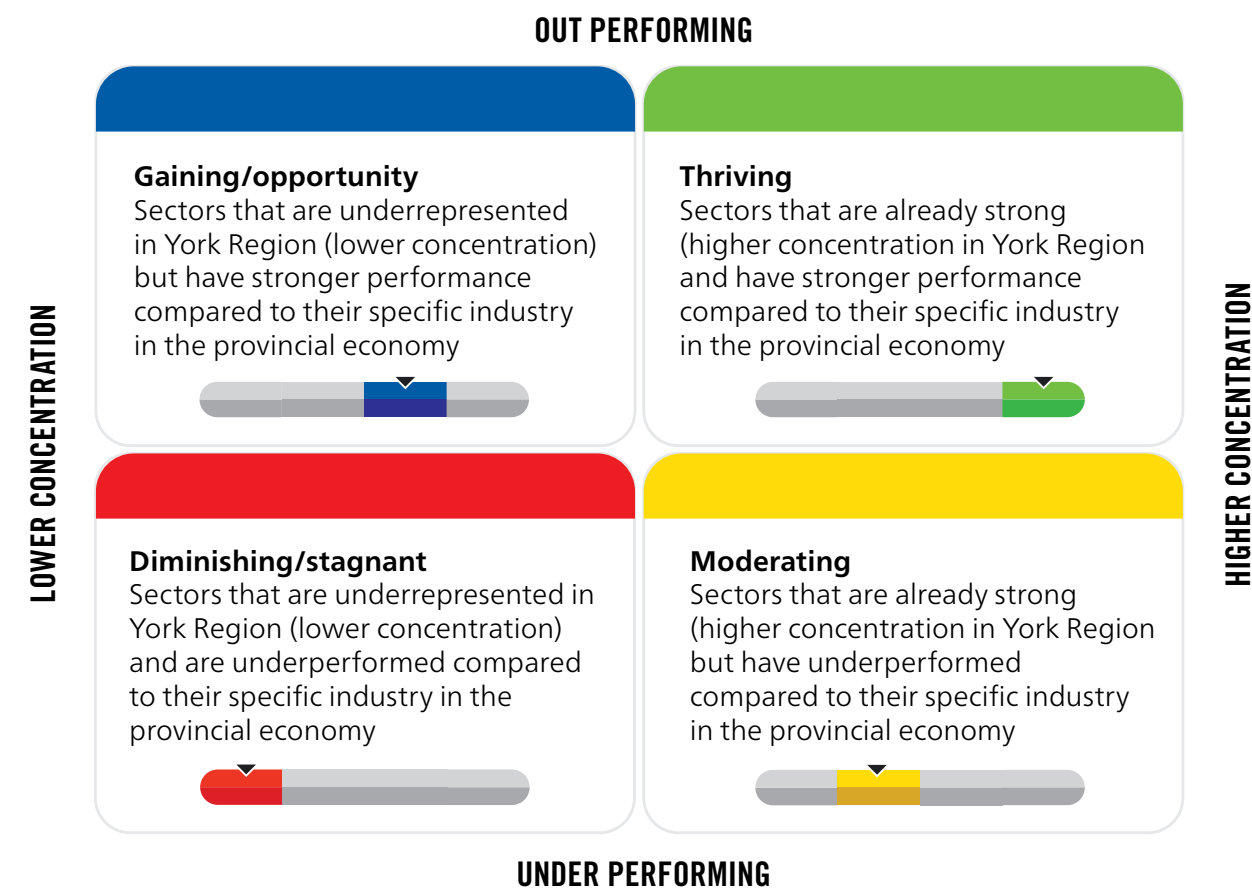 OUT PERFORMING
LOWER CONCENTRATION
Gaining/opportunity
Sectors that are underrepresented
in York Region (lower concentration)
but have stronger performance
compared to their specific industry
in the provincial economy
Thriving
Sectors that are already strong
(higher concentration in York Region
and have stronger performance
compared to their specific industry
in the provincial economy
HIGHER CONCENTRATION
Diminishing/stagnant
Sectors that are underrepresented in
York Region (lower concentration)
and are underperformed compared
to their specific industry in the
provincial economy
Moderating
Sectors that are already strong
(higher concentration in York Region
but have underperformed
compared to their specific industry
in the provincial economy
UNDER PERFORMING